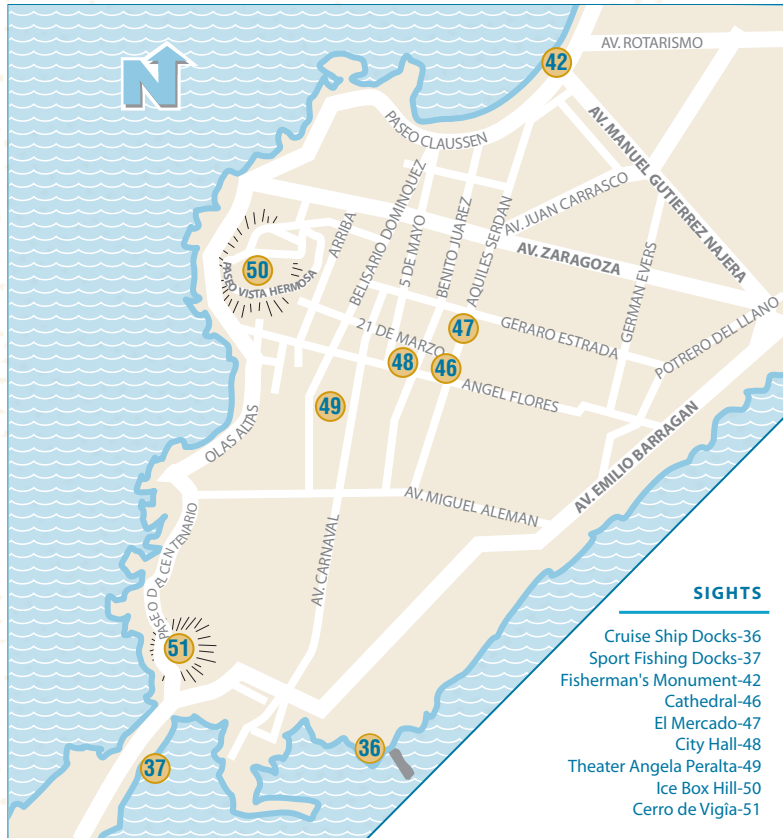 N
42
AV. ROTARISMO
PASEO CLAUSSEN
AV. MANUEL GUTIERREZ NAJERA
AV. JUAN CARRASCO
AV. ZARAGOZA
ARRIBA
BELISARIO DOMINQUEZ
5 DE MAYO
BENITO JUAREZ
AQUILES SERDAN
GERMAN EVERS
50
PASEO VISTA HERMOSA
47
GERARO ESTRADA
21 DE MARZO
48
46
POTRERO DEL LLANO
ANGEL FLORES
49
OLAS ALTAS
AV. EMILIO BARRAGAN
AV. MIGUEL ALEMAN
PASEO DEL CENTENARIO
AV. CARNAVAL
51
36
37
SIGHTS
Cruise Ship Docks-36
Sport Fishing Docks-37
Fisherman's Monument-42
Cathedral-46
El Mercado-47
City Hall-48
Theater Angela Peralta-49
Ice Box Hill-50
Cerro de Vigía-51